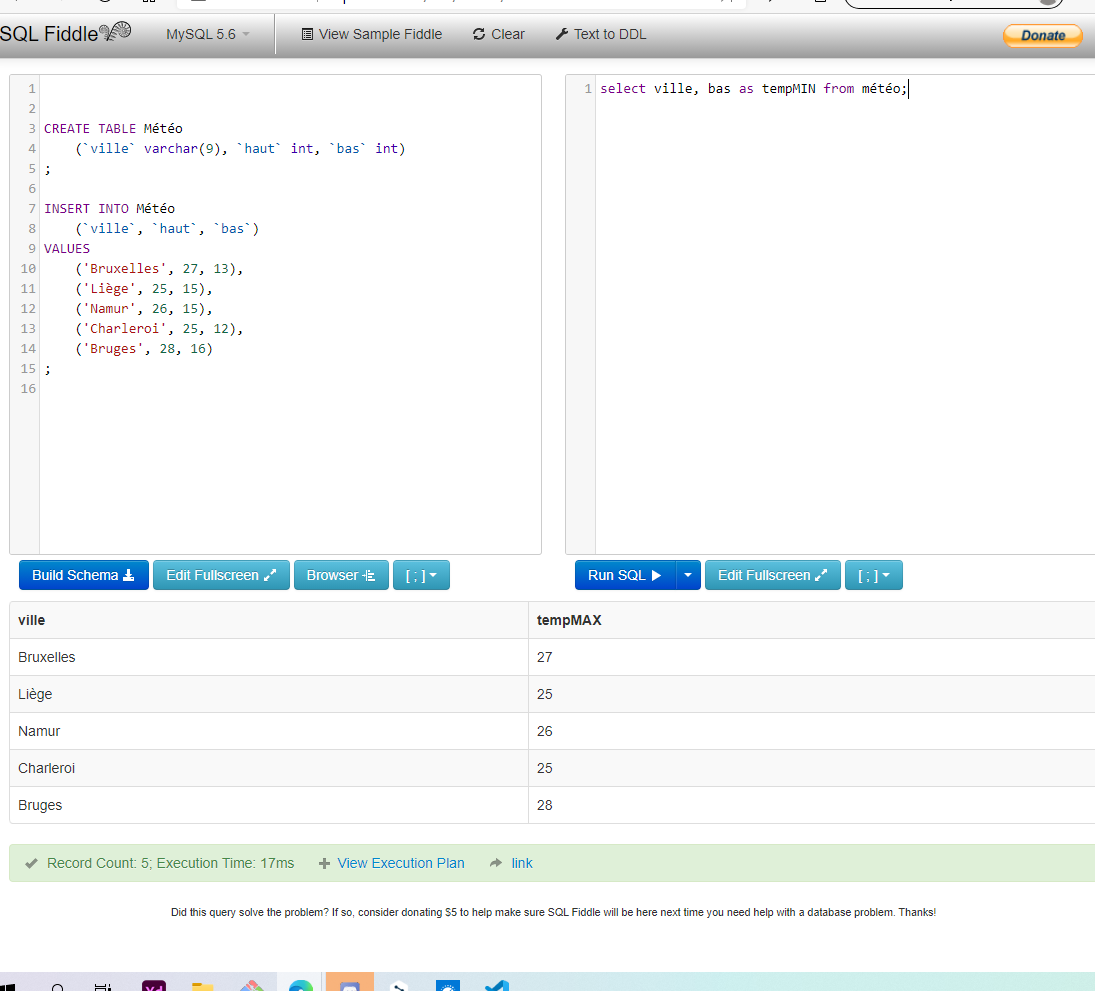 SQL Fiddle
MySQL 5.6
View Sample Fiddle
Clear
Text to DDL
Donate
1
2
3 CREATE TABLE Météo
4 (`ville` varchar(9), `haut` int, `bas` int)
5 ;
6
7 INSERT INTO Météo
8 (`ville`, `haut`, `bas`)
9 VALUES
10 ('Bruxelles', 27, 13),
11 ('Liège', 25, 15),
12 ('Namur', 26, 15),
13 ('Charleroi', 25, 12),
14 ('Bruges', 28, 16)
15 ;
16
1 select ville, bas as tempMIN from météo;
Build Schema
Edit Fullscreen
Browser
[ ; ]
Run SQL
Edit Fullscreen
[ ; ]
ville tempMAX
Bruxelles 27
Liège 25
Namur 26
Charleroi 25
Bruges 28
Record Count: 5; Execution Time: 17ms
View Execution Plan
link
Did this query solve the problem? If so, consider donating $5 to help make sure SQL Fiddle will be here next time you need help with a database problem. Thanks!